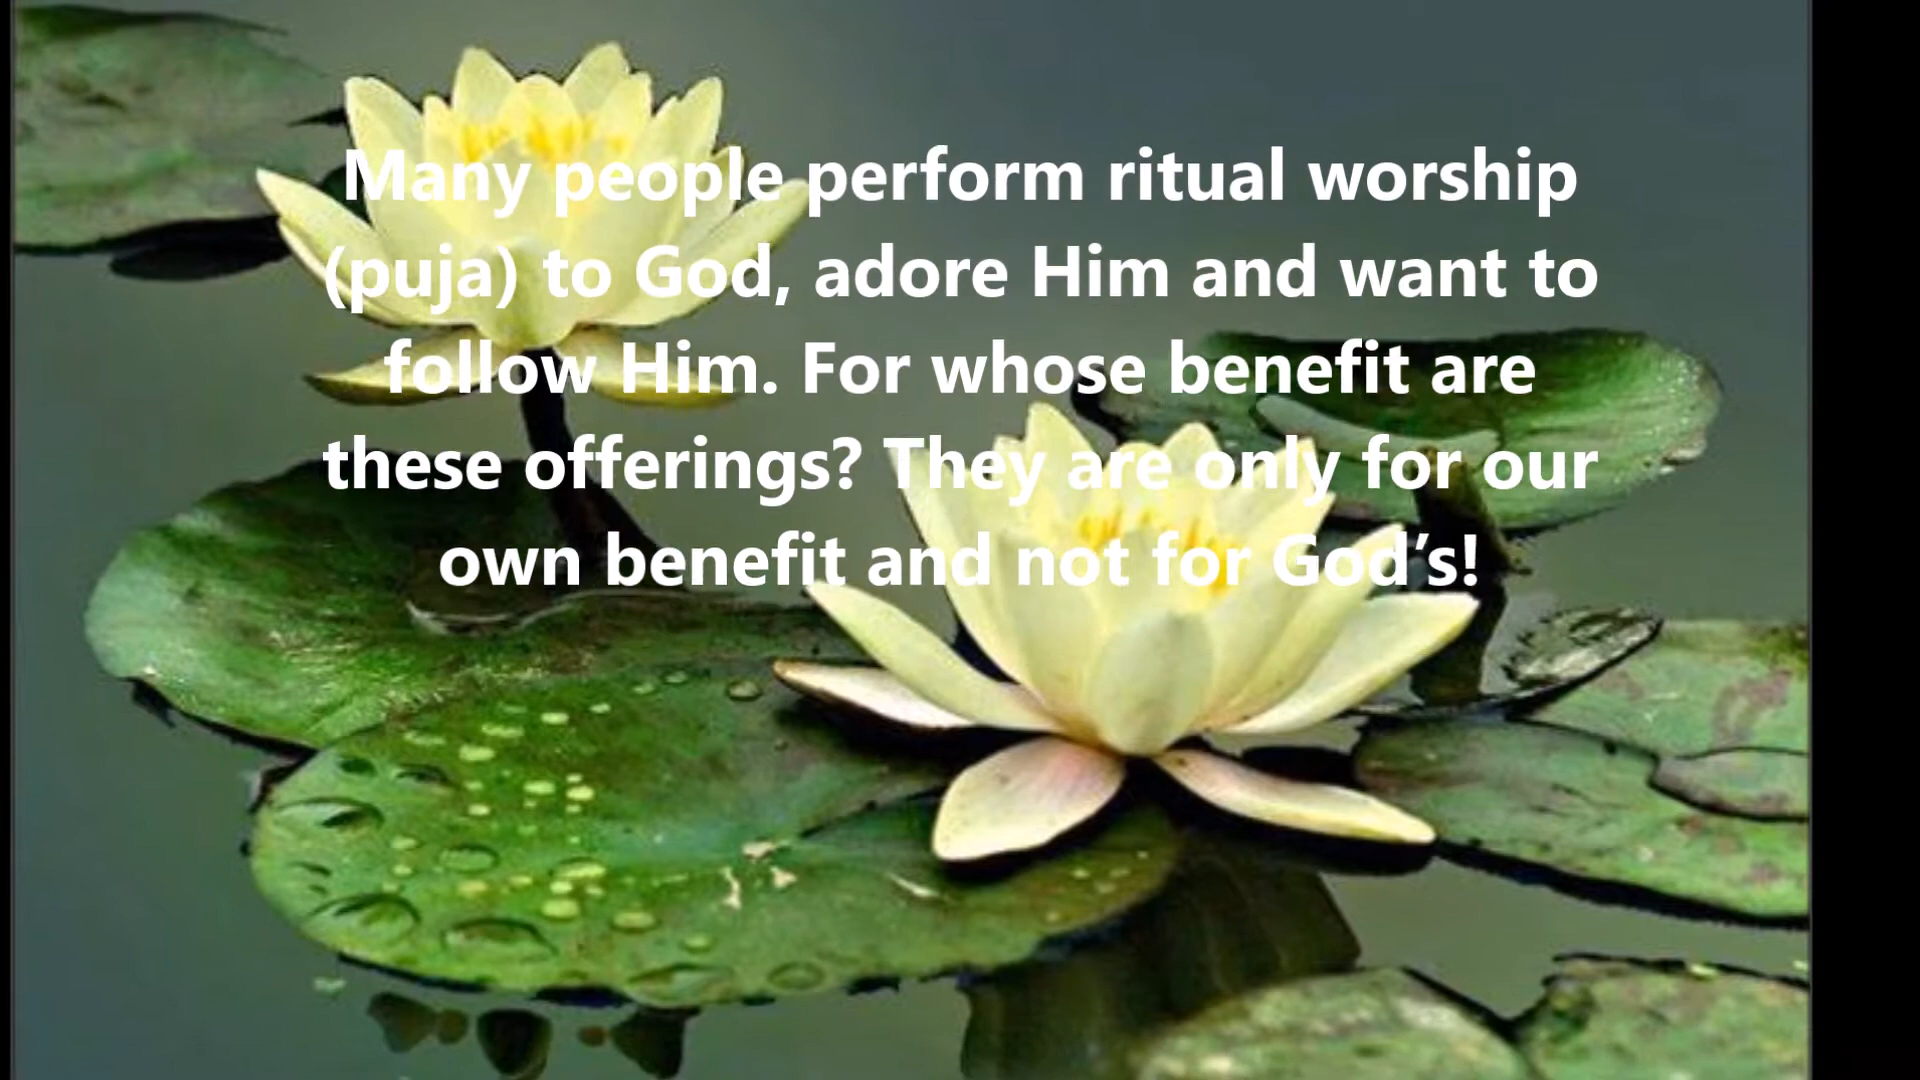 Many people perform ritual worship
(puja) to God, adore Him and want to
follow Him. For whose benefit are
these offerings? They are only for our
own benefit and not for God’s!